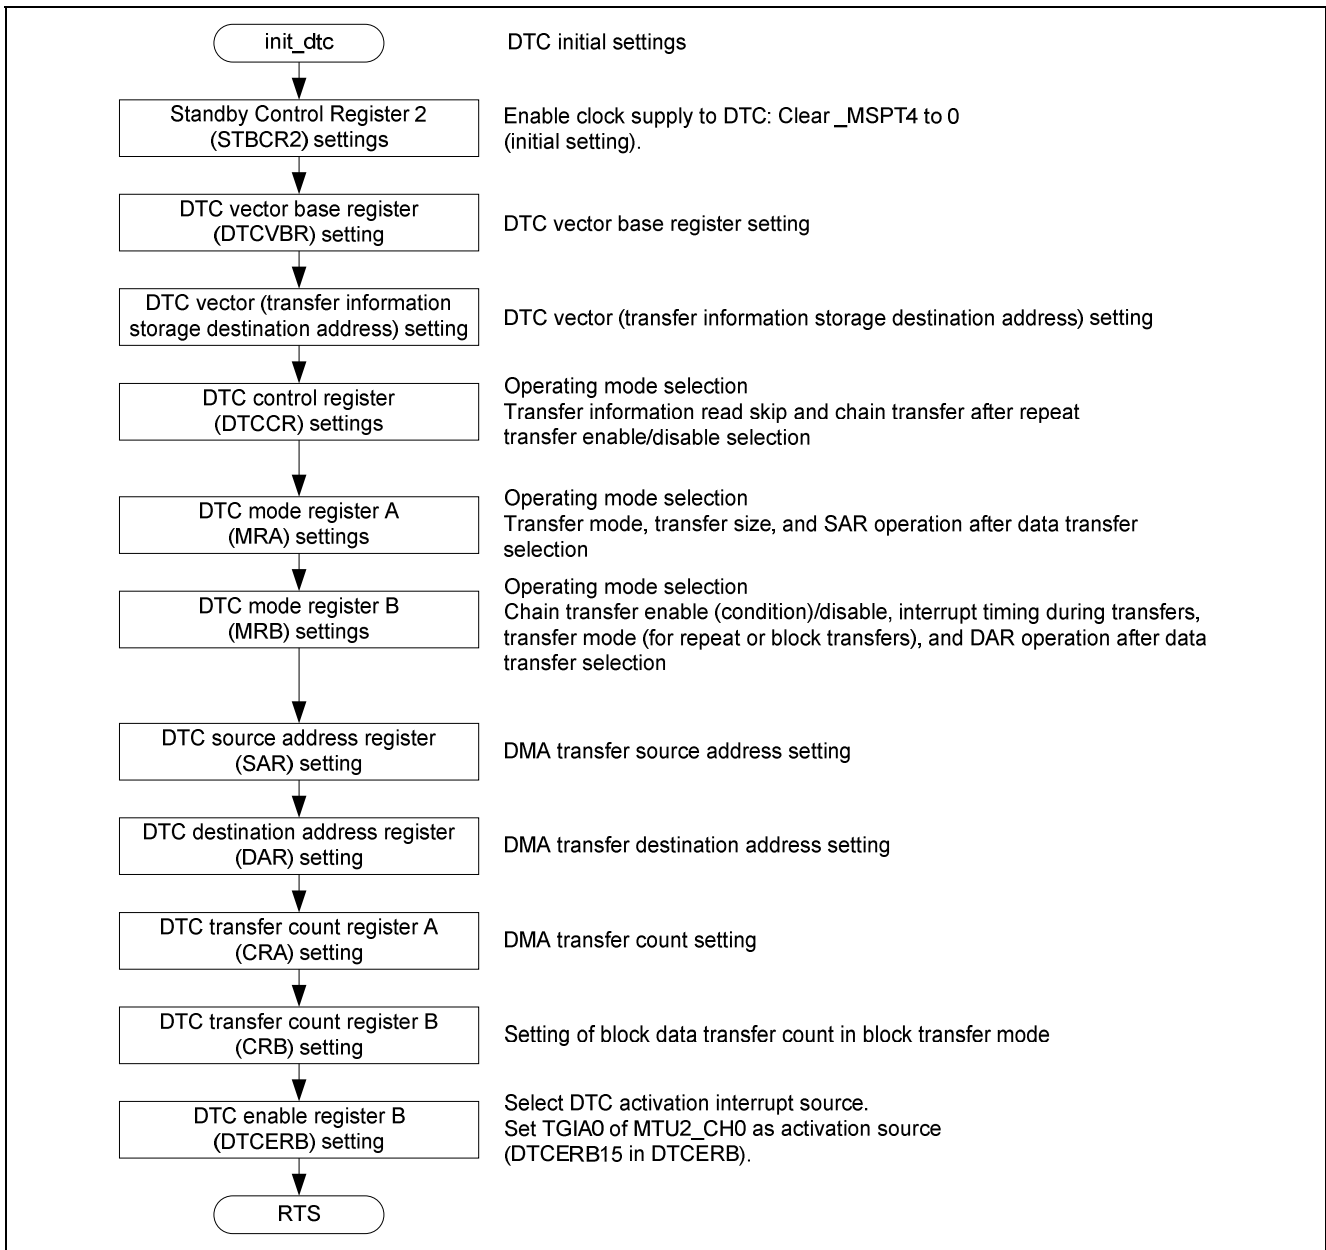 init_dtc
DTC initial settings
Standby Control Register 2
(STBCR2) settings
Enable clock supply to DTC: Clear _MSPT4 to 0
(initial setting).
DTC vector base register
(DTCVBR) setting
DTC vector base register setting
DTC vector (transfer information
storage destination address) setting
DTC vector (transfer information storage destination address) setting
DTC control register
(DTCCR) settings
Operating mode selection
Transfer information read skip and chain transfer after repeat
transfer enable/disable selection
DTC mode register A
(MRA) settings
Operating mode selection
Transfer mode, transfer size, and SAR operation after data transfer
selection
DTC mode register B
(MRB) settings
Operating mode selection
Chain transfer enable (condition)/disable, interrupt timing during transfers,
transfer mode (for repeat or block transfers), and DAR operation after data
transfer selection
DTC source address register
(SAR) setting
DMA transfer source address setting
DTC destination address register
(DAR) setting
DMA transfer destination address setting
DTC transfer count register A
(CRA) setting
DMA transfer count setting
DTC transfer count register B
(CRB) setting
Setting of block data transfer count in block transfer mode
DTC enable register B
(DTCERB) setting
Select DTC activation interrupt source.
Set TGIA0 of MTU2_CH0 as activation source
(DTCERB15 in DTCERB).
RTS